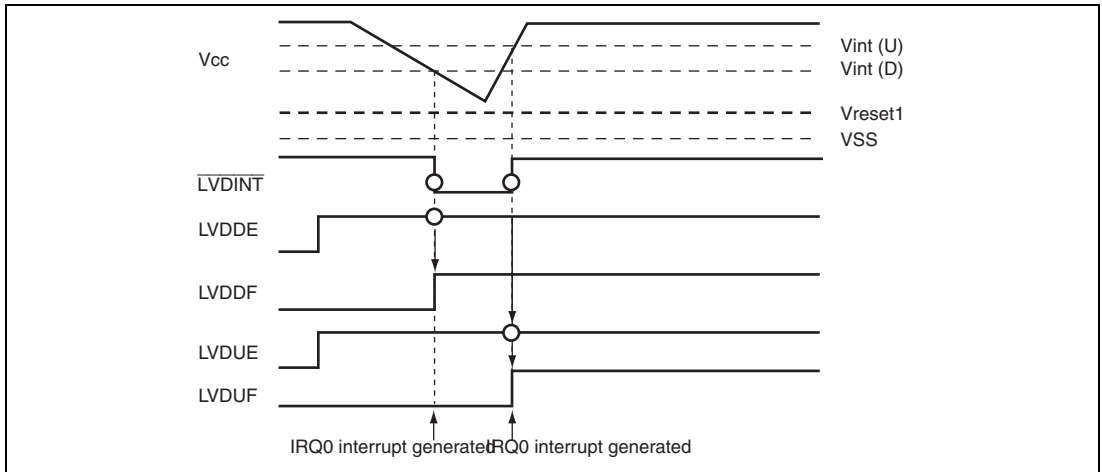 Vcc
Vint (U)
Vint (D)
Vreset1
VSS
LVDINT
LVDDE
LVDDF
LVDUE
LVDUF
IRQ0 interrupt generated
IRQ0 interrupt generated